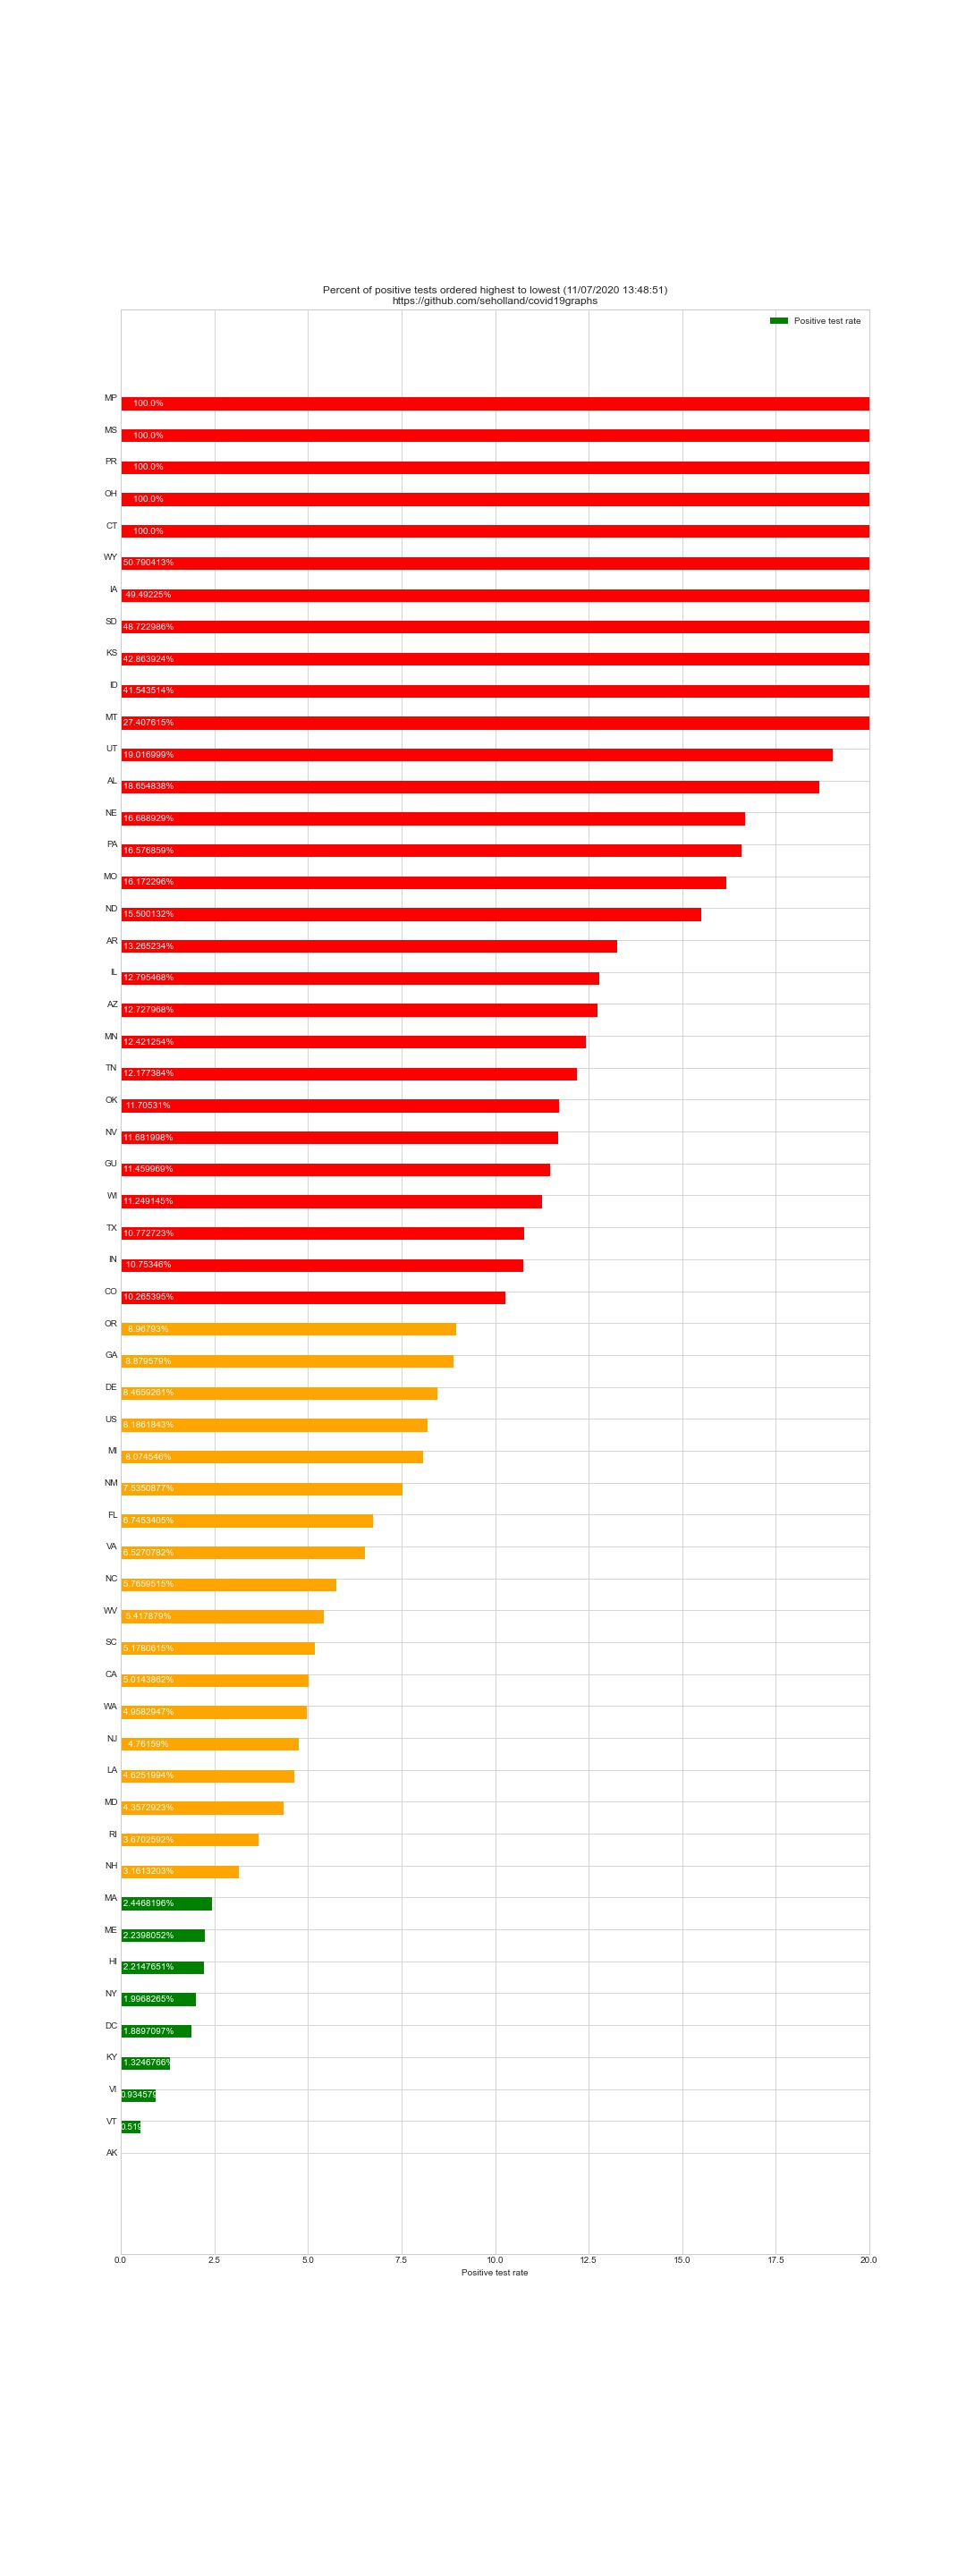 Percent of positive tests ordered highest to lowest (11/07/2020 13:48:51)
https://github.com/seholland/covid19graphs
Positive test rate
MP 100.0%
MS 100.0%
PR 100.0%
OH 100.0%
CT 100.0%
WY 50.790413%
IA 49.49225%
SD 48.722986%
KS 42.863924%
ID 41.543514%
MT 27.407615%
UT 19.016999%
AL 18.654838%
NE 16.688929%
PA 16.576859%
MO 16.172296%
ND 15.500132%
AR 13.265234%
IL 12.795468%
AZ 12.727968%
MN 12.421254%
TN 12.177384%
OK 11.70531%
NV 11.681998%
GU 11.459969%
WI 11.249145%
TX 10.772723%
IN 10.75346%
CO 10.265395%
OR 8.96793%
GA 8.879579%
DE 8.4659261%
US 8.1861843%
MI 8.074546%
NM 7.5350877%
FL 6.7453405%
VA 6.5270782%
NC 5.7659515%
WV 5.417879%
SC 5.1780615%
CA 5.0143862%
WA 4.9582947%
NJ 4.76159%
LA 4.6251994%
MD 4.3572923%
RI 3.6702592%
NH 3.1613203%
MA 2.4468196%
ME 2.2398052%
HI 2.2147651%
NY 1.9968265%
DC 1.8897097%
KY 1.3246766%
VI 0.934579
VT 0.519
AK
0.0 2.5 5.0 7.5 10.0 12.5 15.0 17.5 20.0
Positive test rate